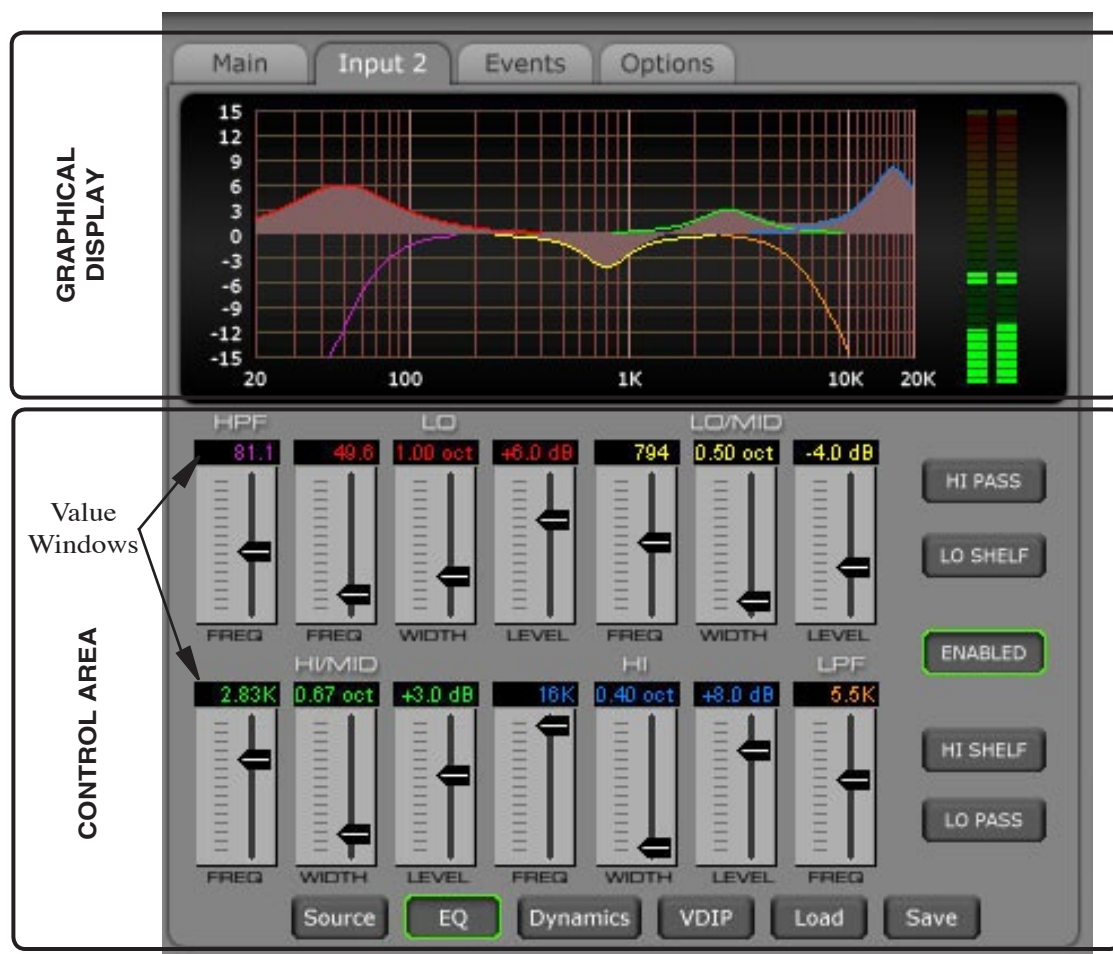 Main Input 2 Events Options
GRAPHICAL
DISPLAY
15
12
9
6
3
0
-3
-6
-9
-12
-15
20 100 1K 10K 20K
CONTROL AREA
Value
Windows
HPF LO LO/MID
81.1 49.6 1.00 oct +6.0 dB 794 0.50 oct -4.0 dB
FREQ FREQ WIDTH LEVEL FREQ WIDTH LEVEL
HI/MID HI LPF
2.83K 0.67 oct +3.0 dB 16K 0.40 oct +8.0 dB 5.5K
FREQ WIDTH LEVEL FREQ WIDTH LEVEL FREQ
HI PASS
LO SHELF
ENABLED
HI SHELF
LO PASS
Source EQ Dynamics VDIP Load Save